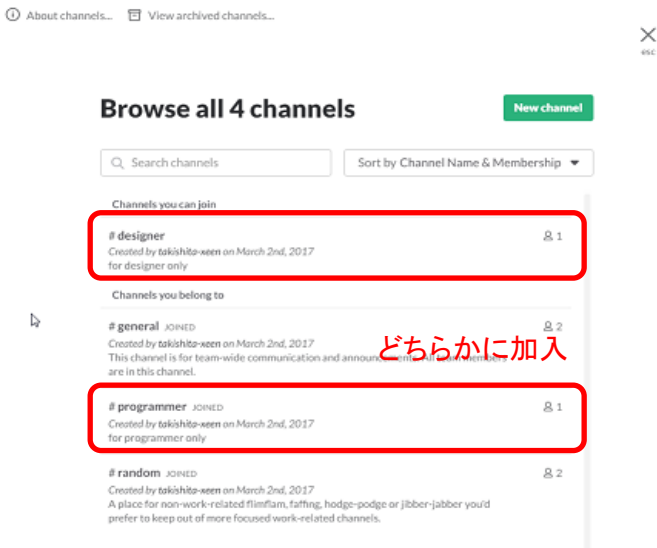 About channels... View archived channels...
esc
Browse all 4 channels
New channel
Search channels
Sort by Channel Name & Membership
Channels you can join
# designer 1
Created by takishita-xeen on March 2nd, 2017
for designer only
Channels you belong to
# general JOINED 2
Created by takishita-xeen on March 2nd, 2017
どちらかに加入
This channel is for team-wide communication and announcements. All team members
are in this channel.
# programmer JOINED 1
Created by takishita-xeen on March 2nd, 2017
for programmer only
# random JOINED 2
Created by takishita-xeen on March 2nd, 2017
A place for non-work-related flimflam, faffing, hodge-podge or jibber-jabber you'd
prefer to keep out of more focused work-related channels.